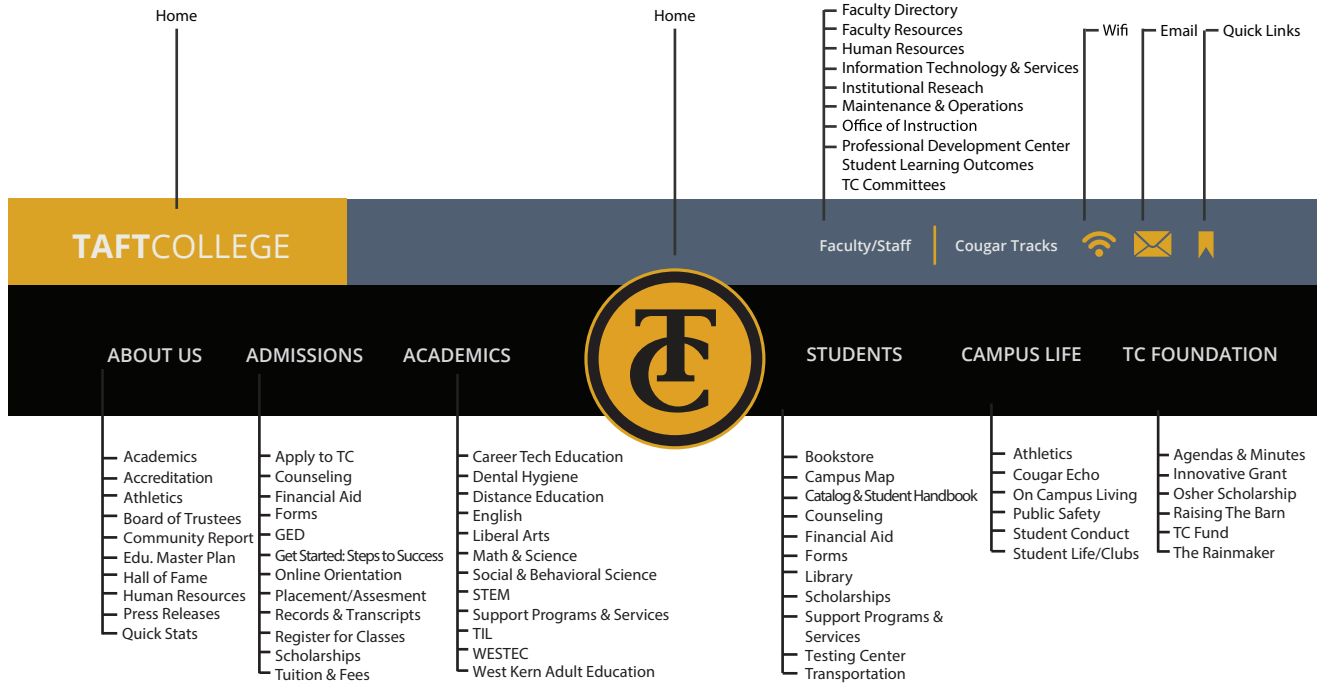 Home
Home
Faculty Directory
Faculty Resources
Human Resources
Information Technology & Services
Institutional Reseach
Maintenance & Operations
Office of Instruction
Professional Development Center
Student Learning Outcomes
TC Committees
Wifi
Email
Quick Links
TAFTCOLLEGE
Faculty/Staff
Cougar Tracks
ABOUT US
ADMISSIONS
ACADEMICS
TC
STUDENTS
CAMPUS LIFE
TC FOUNDATION
Academics
Accreditation
Athletics
Board of Trustees
Community Report
Edu. Master Plan
Hall of Fame
Human Resources
Press Releases
Quick Stats
Apply to TC
Counseling
Financial Aid
Forms
GED
Get Started: Steps to Success
Online Orientation
Placement/Assesment
Records & Transcripts
Register for Classes
Scholarships
Tuition & Fees
Career Tech Education
Dental Hygiene
Distance Education
English
Liberal Arts
Math & Science
Social & Behavioral Science
STEM
Support Programs & Services
TIL
WESTEC
West Kern Adult Education
Bookstore
Campus Map
Catalog & Student Handbook
Counseling
Financial Aid
Forms
Library
Scholarships
Support Programs &
Services
Testing Center
Transportation
Athletics
Cougar Echo
On Campus Living
Public Safety
Student Conduct
Student Life/Clubs
Agendas & Minutes
Innovative Grant
Osher Scholarship
Raising The Barn
TC Fund
The Rainmaker